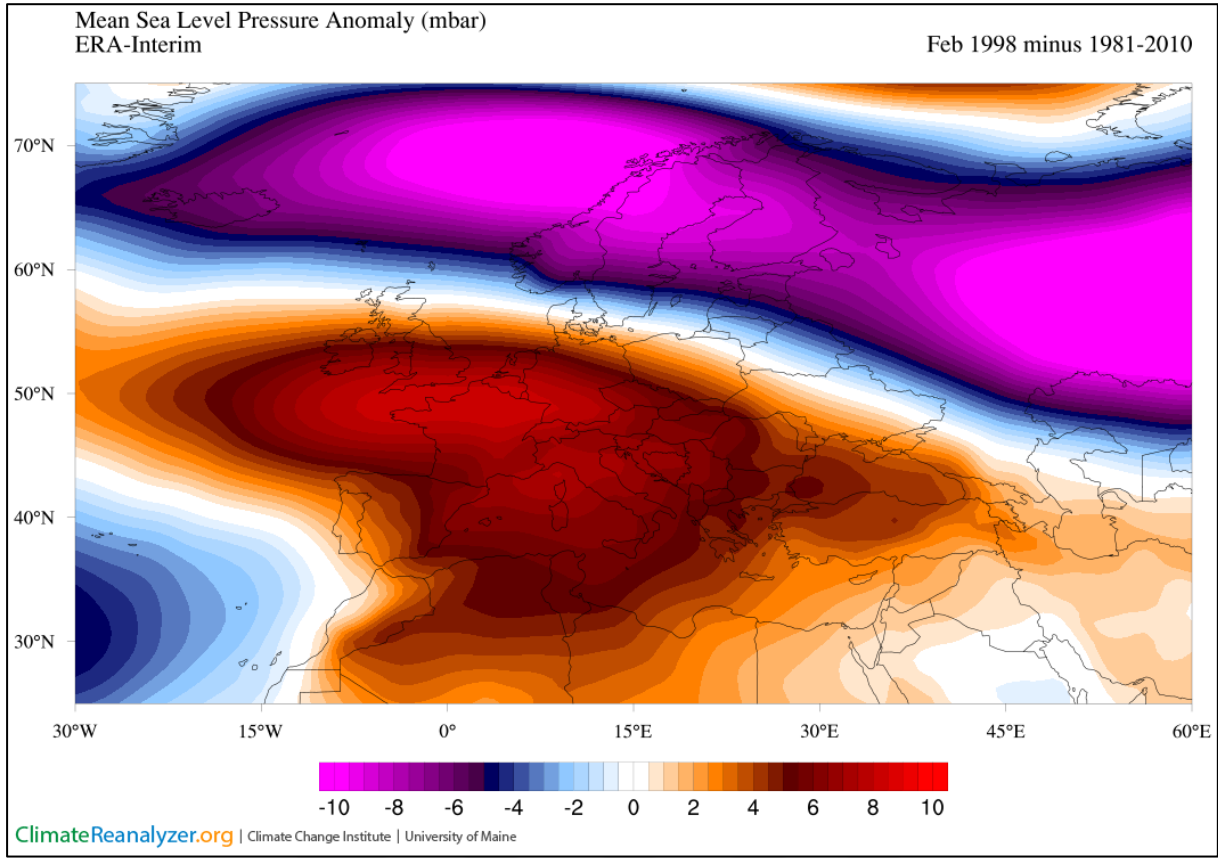 Mean Sea Level Pressure Anomaly (mbar)
ERA-Interim
Feb 1998 minus 1981-2010
70°N
60°N
50°N
40°N
30°N
30°W 15°W 0° 15°E 30°E 45°E 60°E
-10 -8 -6 -4 -2 0 2 4 6 8 10
ClimateReanalyzer.org | Climate Change Institute | University of Maine